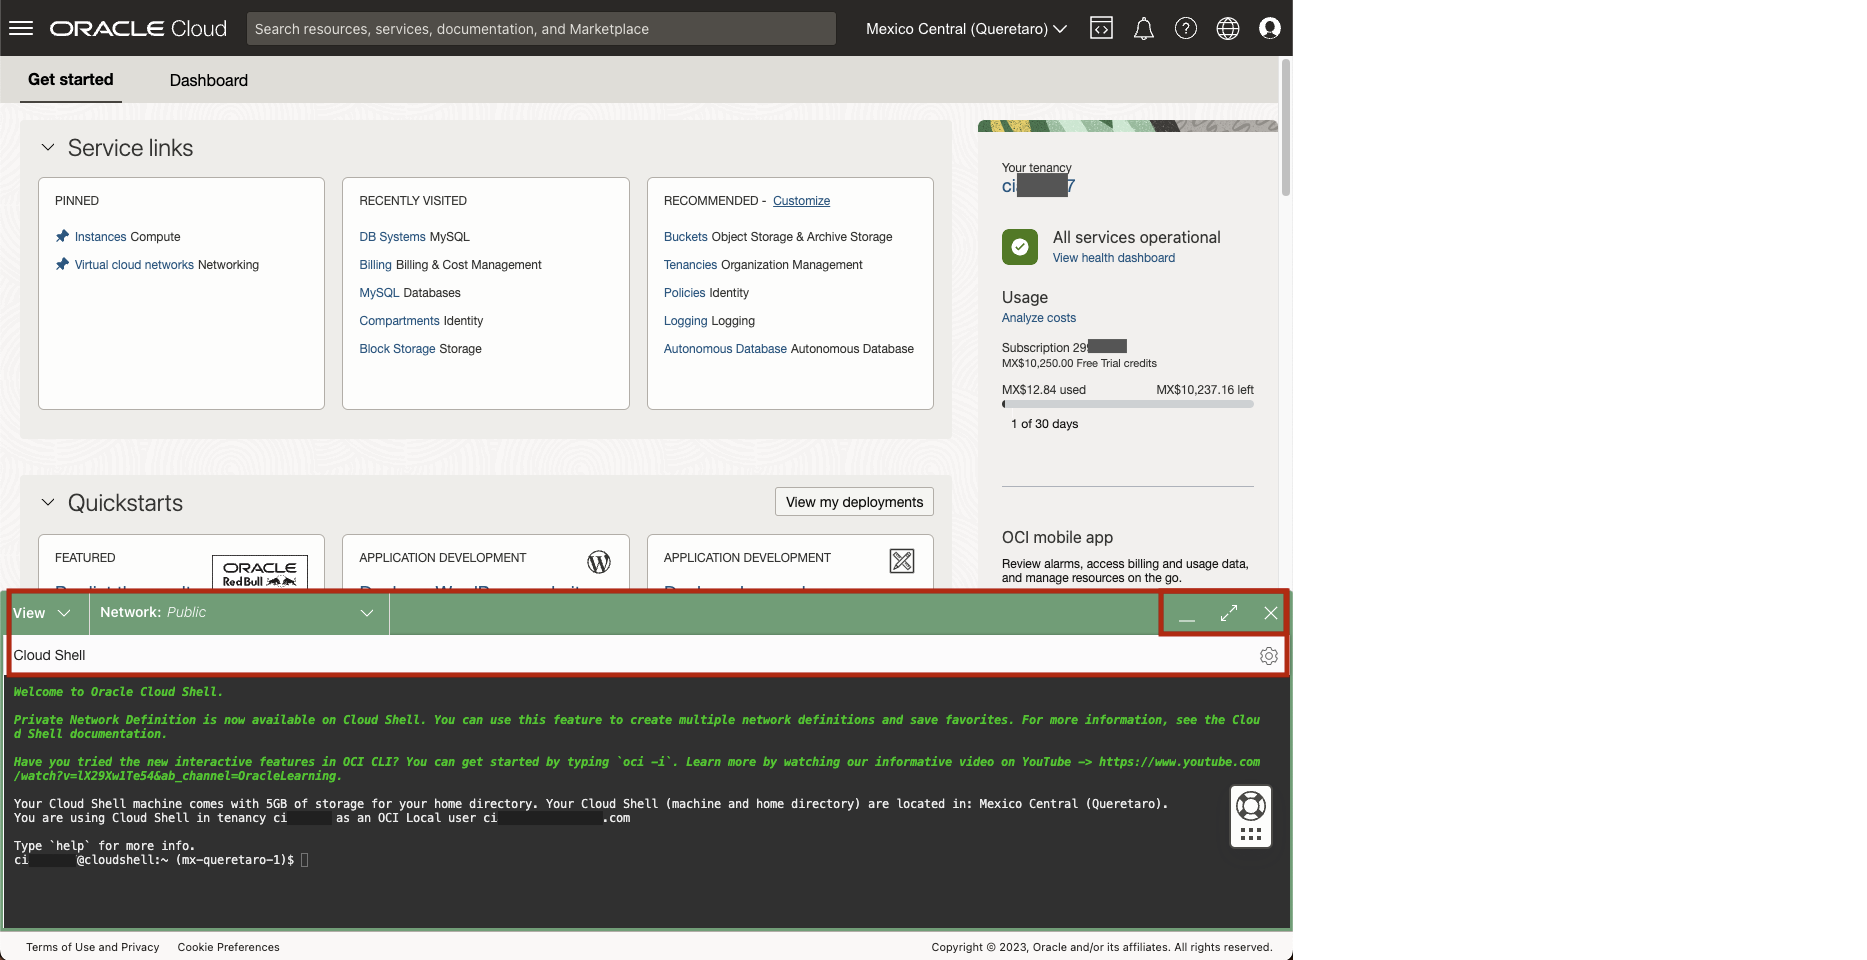 ORACLE Cloud
Search resources, services, documentation, and Marketplace
Mexico Central (Queretaro)
Get started
Dashboard
Service links
PINNED
Instances Compute
Virtual cloud networks Networking
RECENTLY VISITED
DB Systems MySQL
Billing Billing & Cost Management
MySQL Databases
Compartments Identity
Block Storage Storage
RECOMMENDED - Customize
Buckets Object Storage & Archive Storage
Tenancies Organization Management
Policies Identity
Logging Logging
Autonomous Database Autonomous Database
Your tenancy
ci 7
All services operational
View health dashboard
Usage
Analyze costs
Subscription 299
MX$10,250.00 Free Trial credits
MX$12.84 used
MX$10,237.16 left
1 of 30 days
OCI mobile app
Review alarms, access billing and usage data,
and manage resources on the go.
Quickstarts
View my deployments
FEATURED
ORACLE
Red Bull
APPLICATION DEVELOPMENT
APPLICATION DEVELOPMENT
View
Network: Public
Cloud Shell
Welcome to Oracle Cloud Shell.
Private Network Definition is now available on Cloud Shell. You can use this feature to create multiple network definitions and save favorites. For more information, see the Clou
d Shell documentation.
Have you tried the new interactive features in OCI CLI? You can get started by typing `oci -i`. Learn more by watching our informative video on YouTube -> https://www.youtube.com
/watch?v=lX29Xw1Te54&ab_channel=OracleLearning.
Your Cloud Shell machine comes with 5GB of storage for your home directory. Your Cloud Shell (machine and home directory) are located in: Mexico Central (Queretaro).
You are using Cloud Shell in tenancy ci as an OCI Local user ci .com
Type `help` for more info.
ci @cloudshell:~ (mx-queretaro-1)$
Terms of Use and Privacy
Cookie Preferences
Copyright © 2023, Oracle and/or its affiliates. All rights reserved.